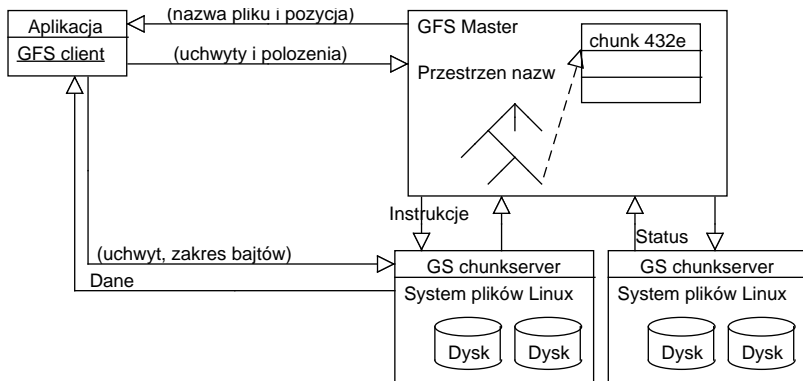 (nazwa pliku i pozycja)
Aplikacja
GFS client
(uchwyty i polozenia)
GFS Master
chunk 432e
Przestrzen nazw
Instrukcje
Status
(uchwyt, zakres bajtów)
Dane
GS chunkserver
System plików Linux
Dysk
Dysk
GS chunkserver
System plików Linux
Dysk
Dysk